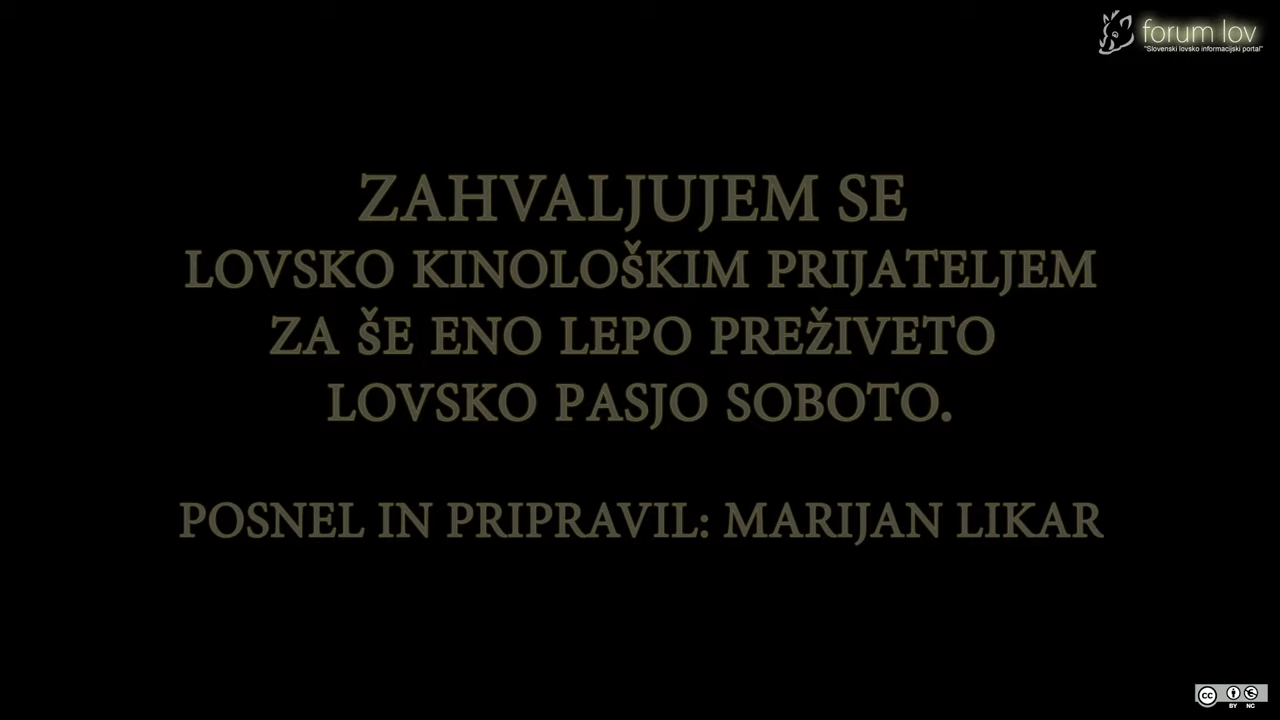 forum lov
"Slovenski lovsko informacijski portal"
ZAHVALJUJEM SE
LOVSKO KINOLOŠKIM PRIJATELJEM
ZA ŠE ENO LEPO PREŽIVETO
LOVSKO PASJO SOBOTO.
POSNEL IN PRIPRAVIL: MARIJAN LIKAR
cc
BY NC